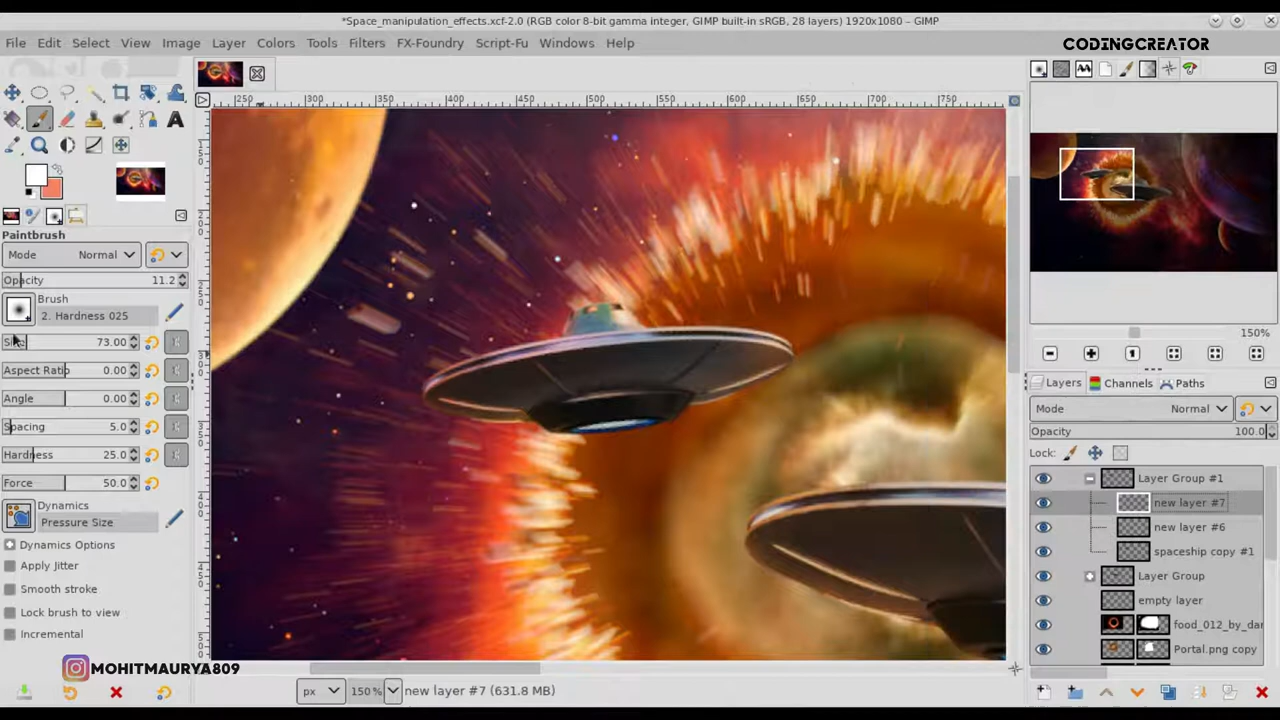 *Space_manipulation_effects.xcf-2.0 (RGB color 8-bit gamma integer, GIMP built-in sRGB, 28 layers) 1920x1080 – GIMP
File Edit Select View Image Layer Colors Tools Filters FX-Foundry Script-Fu Windows Help
CODINGCREATOR
250 300 350 400 450 500 550 600 650 700 750
Paintbrush
Mode Normal
Opacity 11.2
Brush
2. Hardness 025
Size 73.00
Aspect Ratio 0.00
Angle 0.00
Spacing 5.0
Hardness 25.0
Force 50.0
Dynamics
Pressure Size
Dynamics Options
Apply Jitter
Smooth stroke
Lock brush to view
Incremental
MOHITMAURYA809
px 150 % new layer #7 (631.8 MB)
150%
Layers Channels Paths
Mode Normal
Opacity 100.0
Lock:
Layer Group #1
new layer #7
new layer #6
spaceship copy #1
Layer Group
empty layer
food_012_by_dar
Portal.png copy